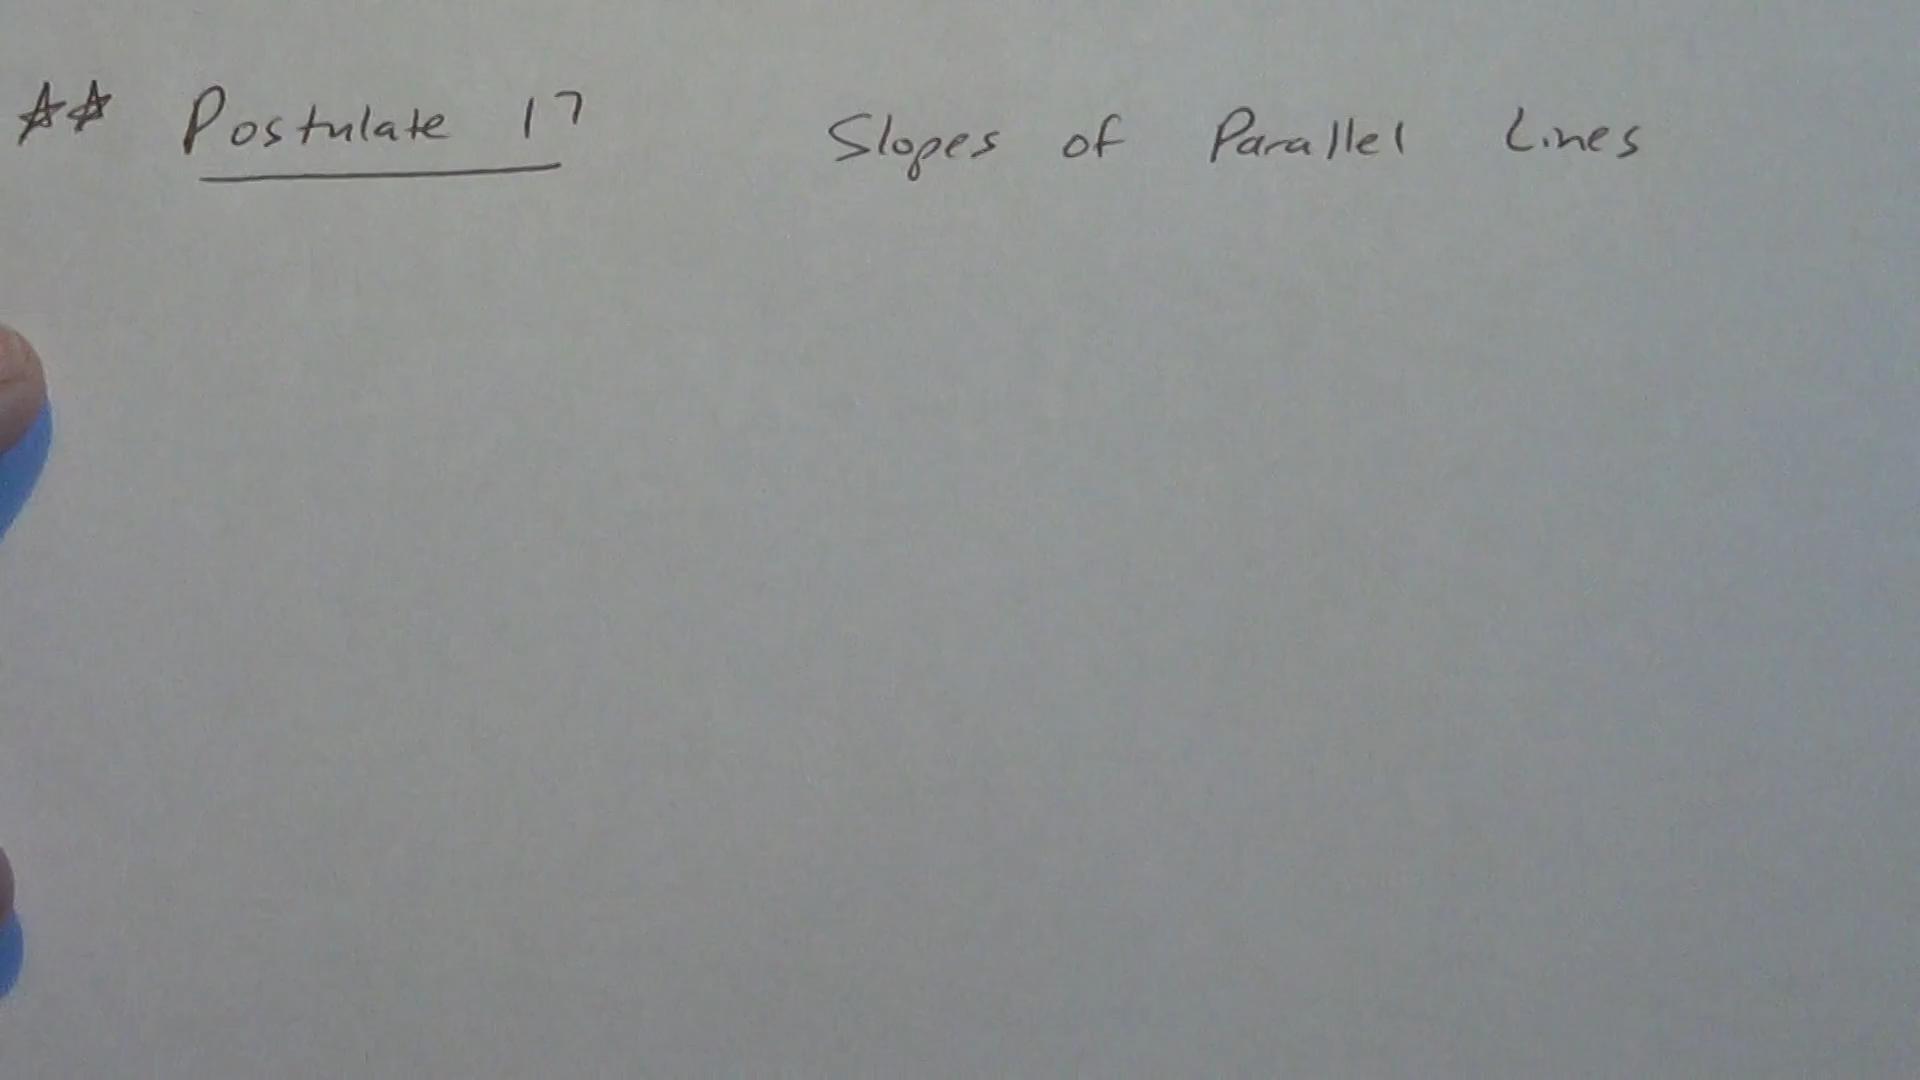 ☆☆ Postulate 17 Slopes of Parallel Lines